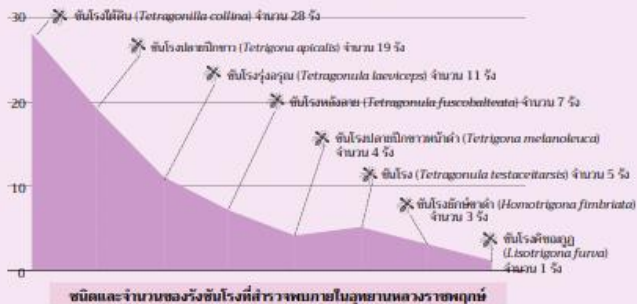 30
ชันโรงใต้ดิน (Tetragonilla collina) จำนวน 28 รัง
ชันโรงปลายปีกขาว (Tetrigona apicalis) จำนวน 19 รัง
ชันโรงรุ่งอรุณ (Tetragonula laeviceps) จำนวน 11 รัง
20
ชันโรงหลังลาย (Tetragonula fuscobalteata) จำนวน 7 รัง
ชันโรงปลายปีกขาวหน้าดำ (Tetrigona melanoleuca)
จำนวน 4 รัง
ชันโรง (Tetragonula testaceitarsis) จำนวน 5 รัง
10
ชันโรงยักษ์ขาดำ (Homotrigona fimbriata)
จำนวน 3 รัง
ชันโรงคิชฌกูฏ
(Lisotrigona furva)
จำนวน 1 รัง
0
ชนิดและจำนวนของรังชันโรงที่สำรวจพบภายในอุทยานหลวงราชพฤกษ์